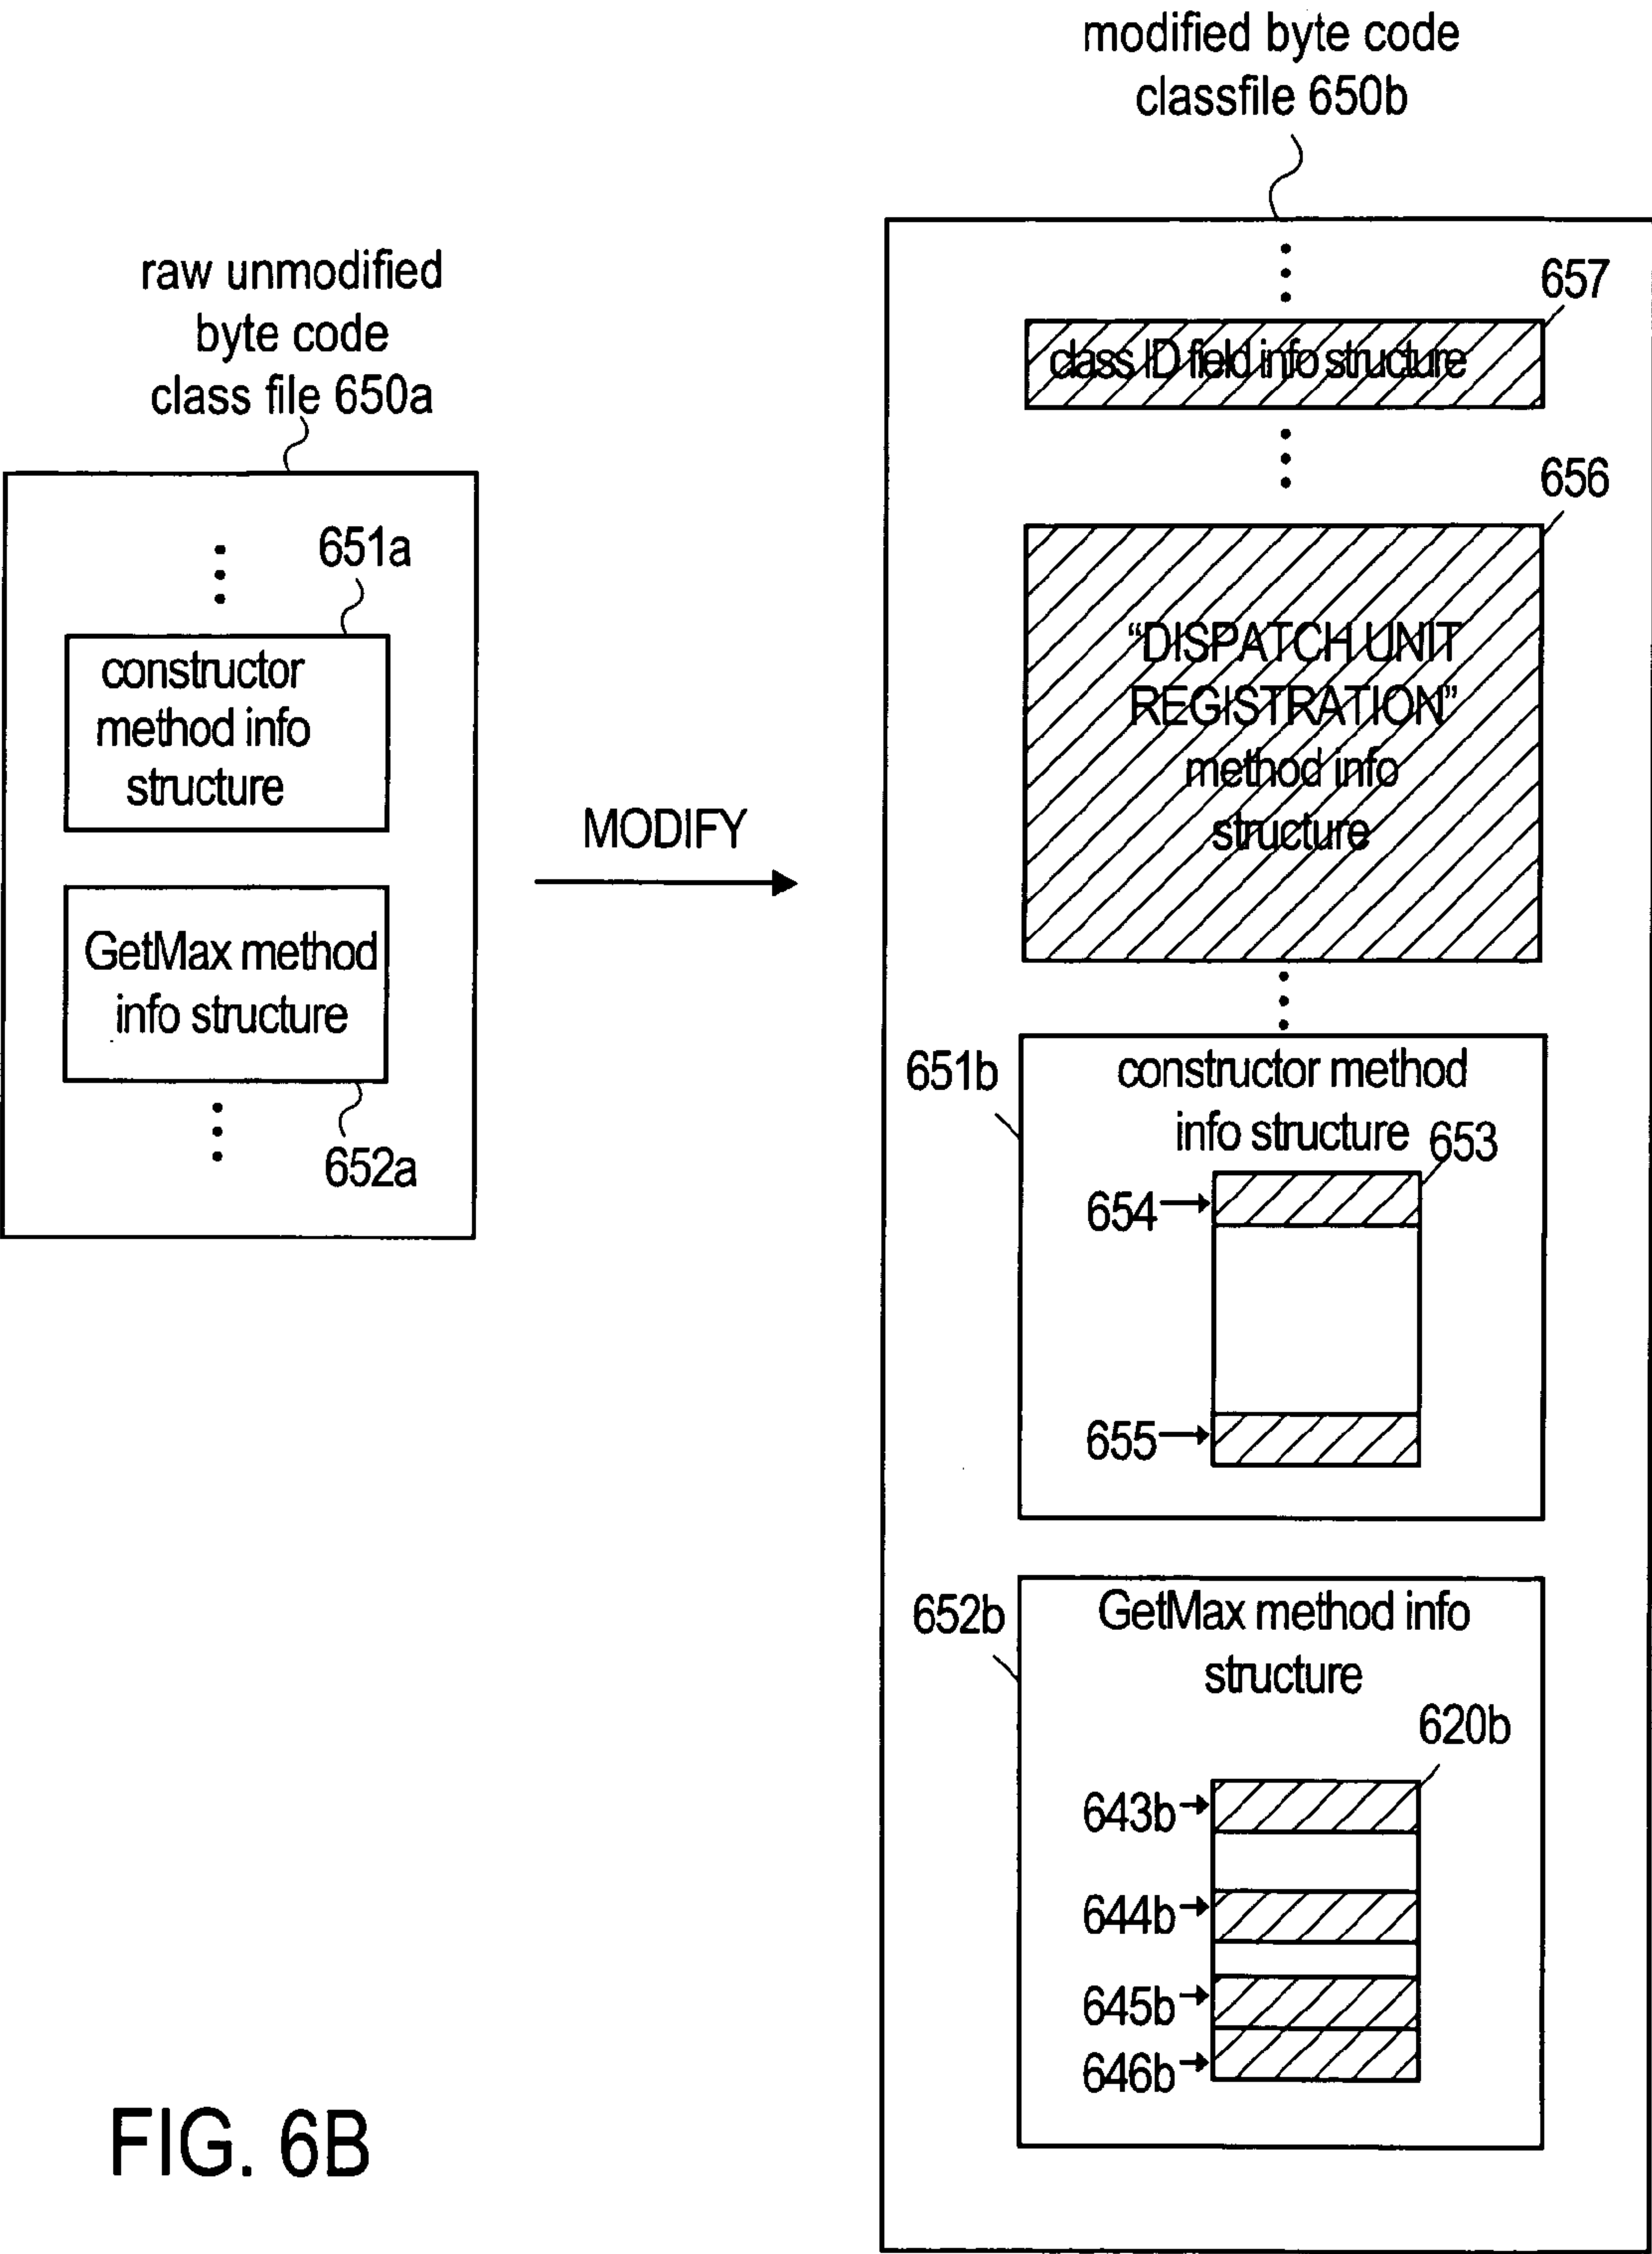 raw unmodified
byte code
class file 650a
651a
constructor
method info
structure
GetMax method
info structure
652a
MODIFY
modified byte code
classfile 650b
657
class ID field info structure
656
“DISPATCH UNIT
REGISTRATION”
method info
structure
651b
constructor method
info structure
653
654
655
652b
GetMax method info
structure
620b
643b
644b
645b
646b
FIG. 6B